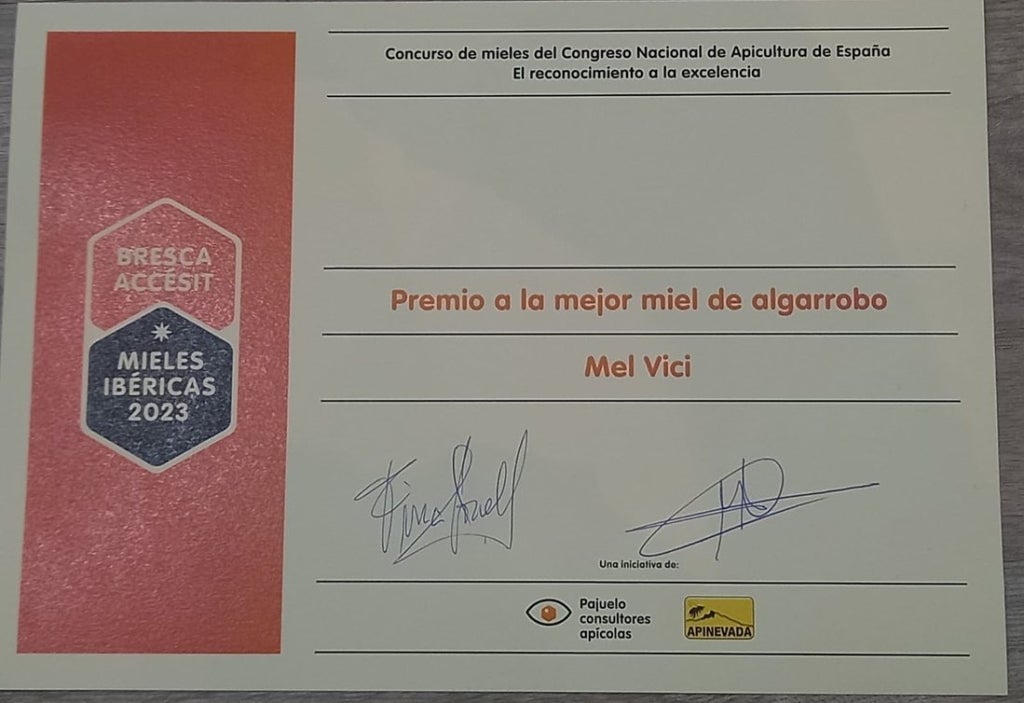 Concurso de mieles del Congreso Nacional de Apicultura de España
El reconocimiento a la excelencia
BRESCA
ACCÉSIT
MIELES
IBÉRICAS
2023
Premio a la mejor miel de algarrobo
Mel Vici
Una iniciativa de:
Pajuelo
consultores
apícolas
APINEVADA